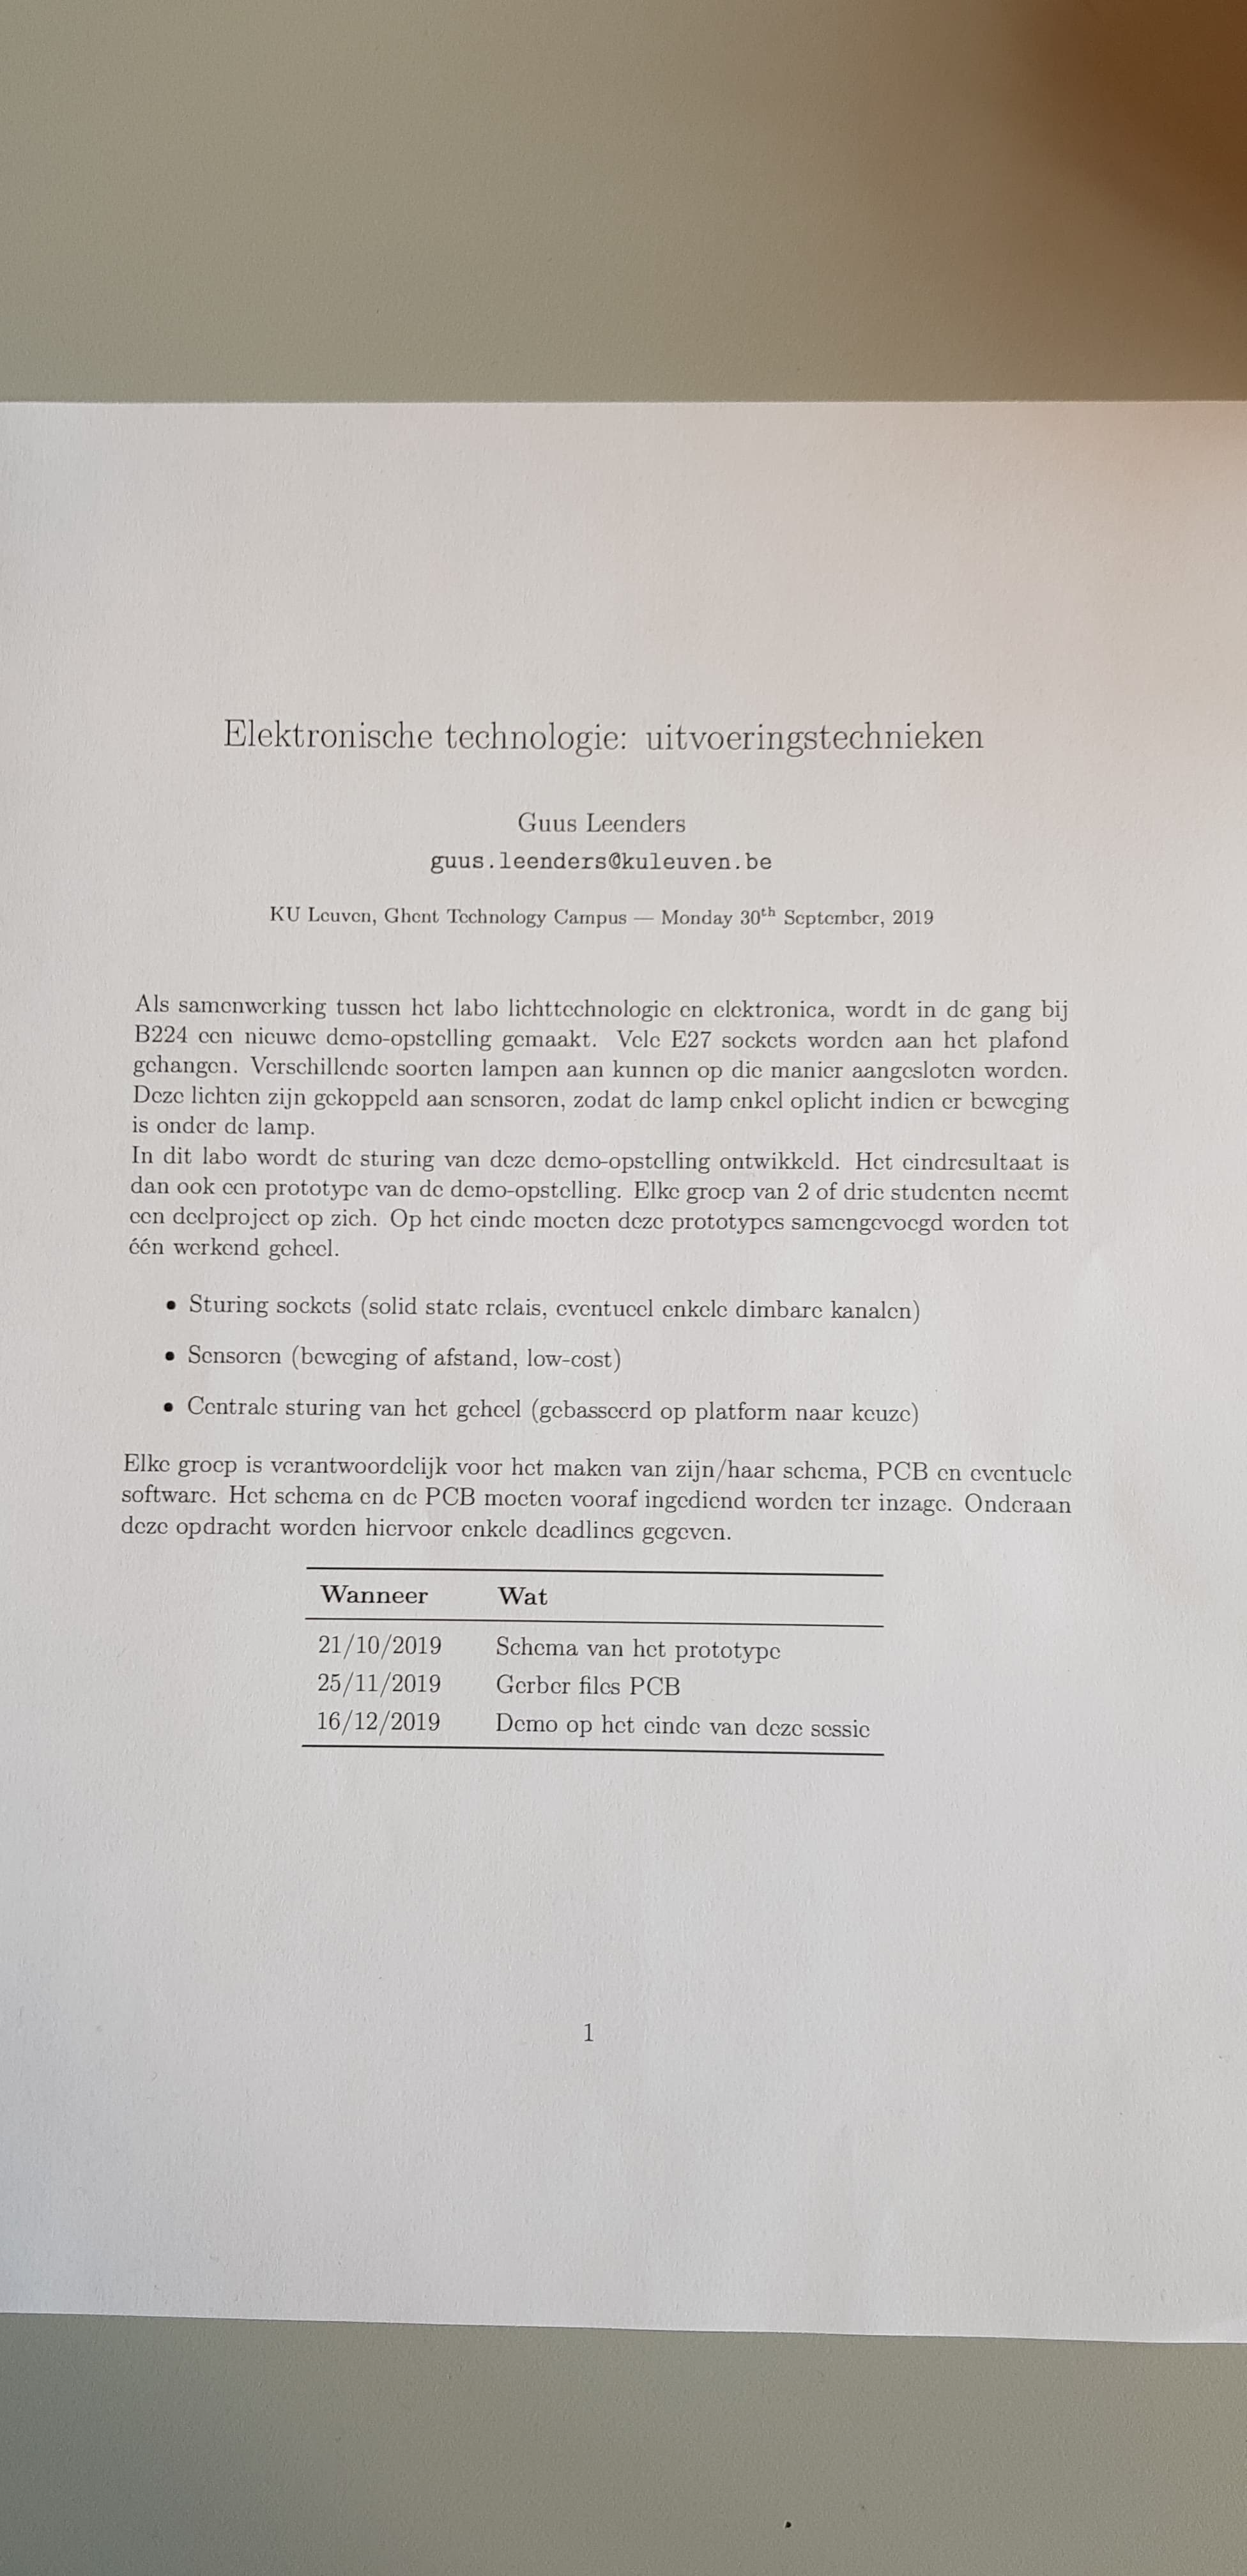 Elektronische technologie: uitvoeringstechnieken
Guus Leenders
guus.leenders@kuleuven.be
KU Leuven, Ghent Technology Campus — Monday 30th September, 2019
Als samenwerking tussen het labo lichttechnologie en elektronica, wordt in de gang bij
B224 een nieuwe demo-opstelling gemaakt. Vele E27 sockets worden aan het plafond
gehangen. Verschillende soorten lampen aan kunnen op die manier aangesloten worden.
Deze lichten zijn gekoppeld aan sensoren, zodat de lamp enkel oplicht indien er beweging
is onder de lamp.
In dit labo wordt de sturing van deze demo-opstelling ontwikkeld. Het eindresultaat is
dan ook een prototype van de demo-opstelling. Elke groep van 2 of drie studenten neemt
een deelproject op zich. Op het einde moeten deze prototypes samengevoegd worden tot
één werkend geheel.
• Sturing sockets (solid state relais, eventueel enkele dimbare kanalen)
• Sensoren (beweging of afstand, low-cost)
• Centrale sturing van het geheel (gebasseerd op platform naar keuze)
Elke groep is verantwoordelijk voor het maken van zijn/haar schema, PCB en eventuele
software. Het schema en de PCB moeten vooraf ingediend worden ter inzage. Onderaan
deze opdracht worden hiervoor enkele deadlines gegeven.
Wanneer Wat
21/10/2019 Schema van het prototype
25/11/2019 Gerber files PCB
16/12/2019 Demo op het einde van deze sessie
1